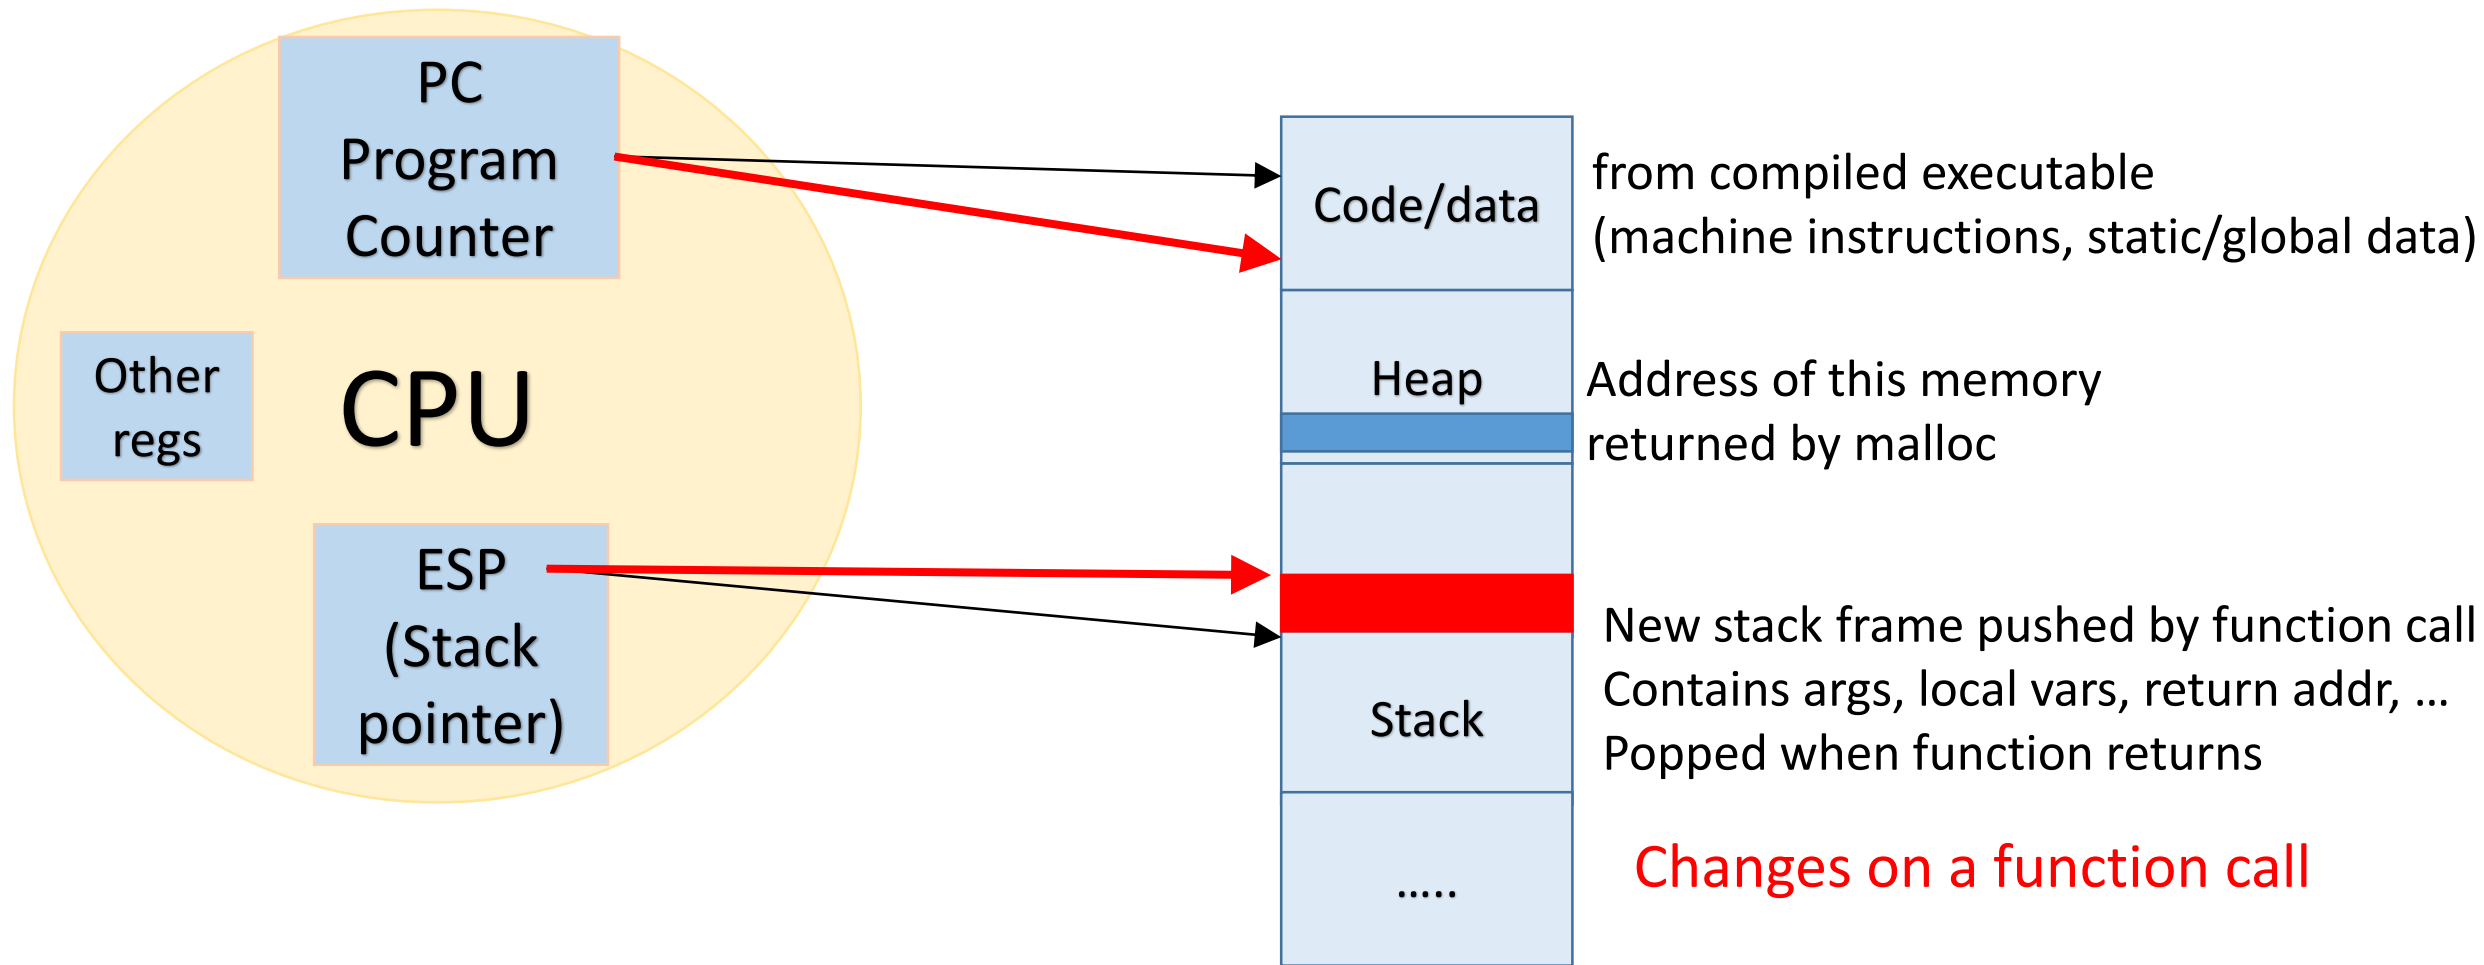 PC
Program
Counter
Other
regs
CPU
ESP
(Stack
pointer)
Code/data
from compiled executable
(machine instructions, static/global data)
Heap
Address of this memory
returned by malloc
New stack frame pushed by function call
Contains args, local vars, return addr, …
Popped when function returns
Stack
Changes on a function call
…..